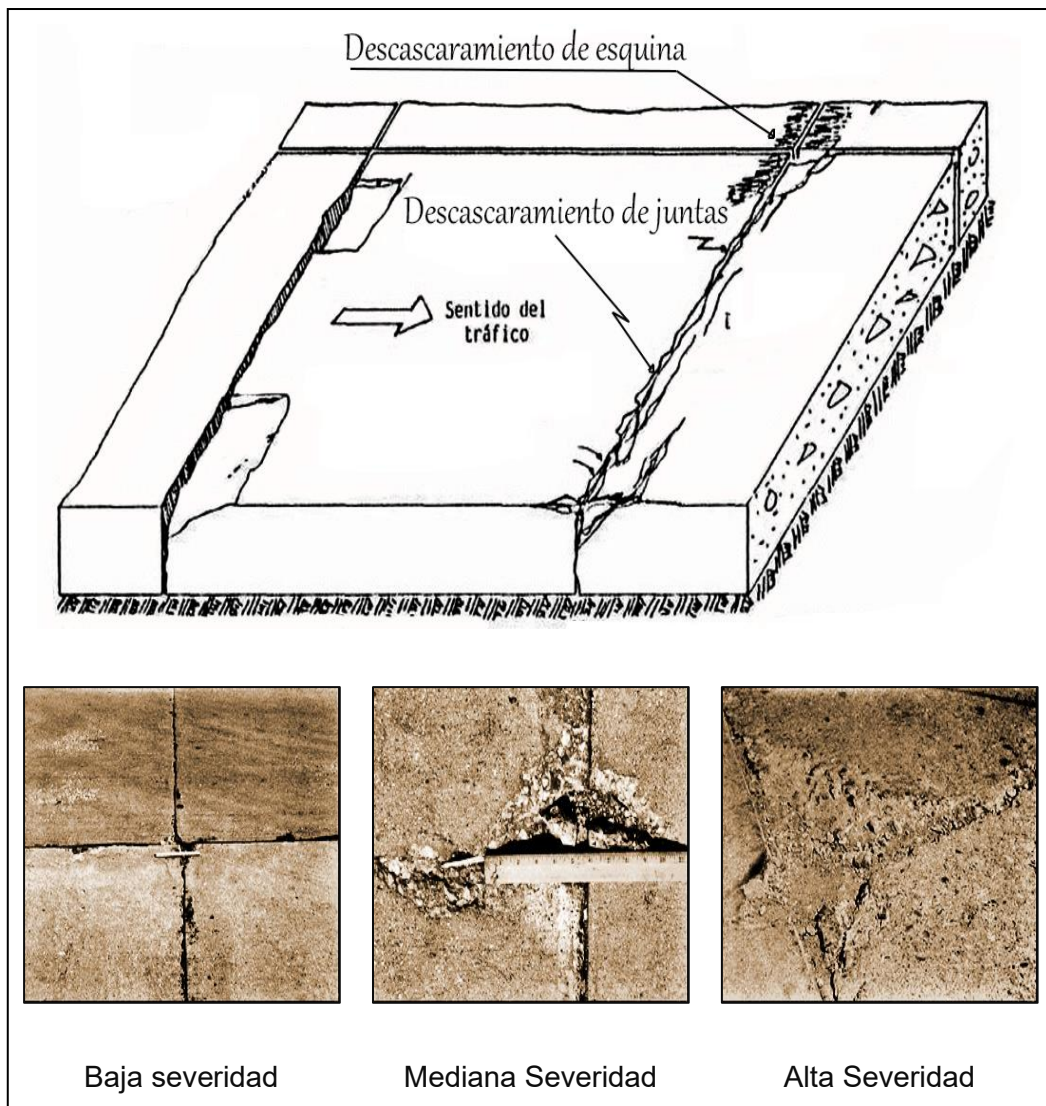 Descascaramiento de esquina
Descascaramiento de juntas
Sentido del
tráfico
Baja severidad
Mediana Severidad
Alta Severidad